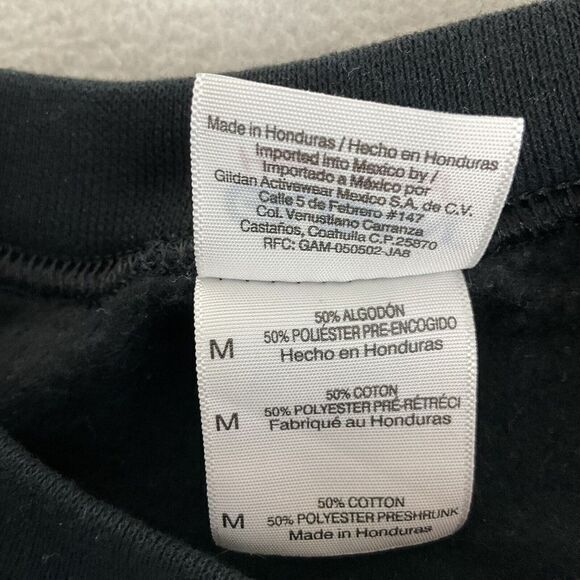 Made in Honduras / Hecho en Honduras
Imported into Mexico by /
Importado a México por
Gildan Activewear Mexico S.A. de C.V.
Calle 5 de Febrero #147
Col. Venustiano Carranza
Castaños, Coahuila C.P.25870
RFC: GAM-050502-JA8
50% ALGODÓN
50% POLIÉSTER PRE-ENCOGIDO
M Hecho en Honduras
50% COTON
50% POLYESTER PRÉ-RÉTRÉCI
M Fabriqué au Honduras
50% COTTON
M 50% POLYESTER PRESHRUNK
Made in Honduras